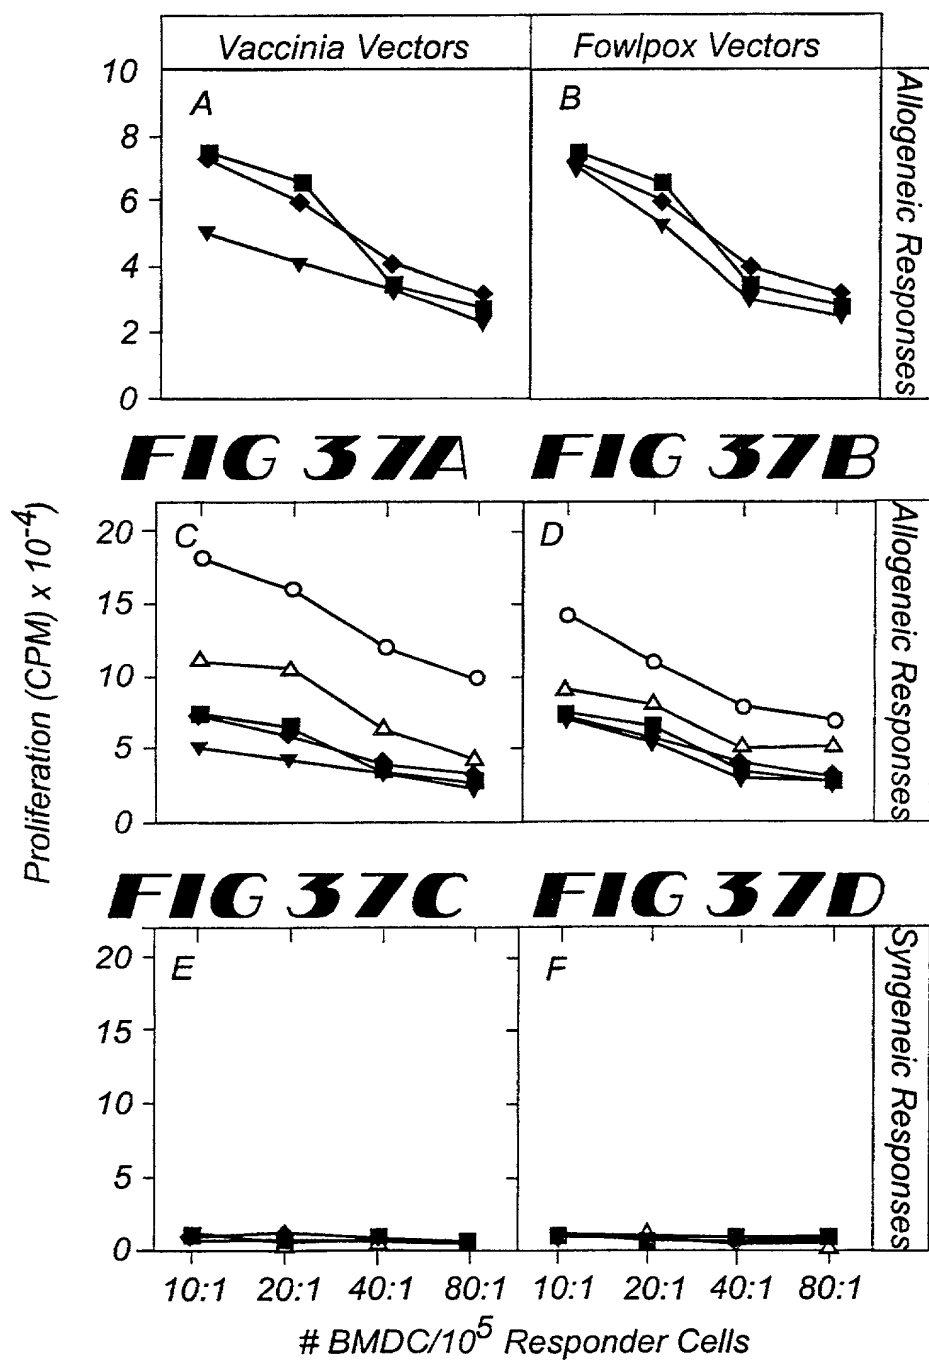 Vaccinia Vectors
Fowlpox Vectors
10
8
6
4
2
0
A
B
Allogeneic Responses
FIG 37A
FIG 37B
Proliferation (CPM) x 10-4)
20
15
10
5
0
C
D
Allogeneic Responses
FIG 37C
FIG 37D
20
15
10
5
0
E
F
Syngeneic Responses
10:1 20:1 40:1 80:1 10:1 20:1 40:1 80:1
# BMDC/10^5 Responder Cells